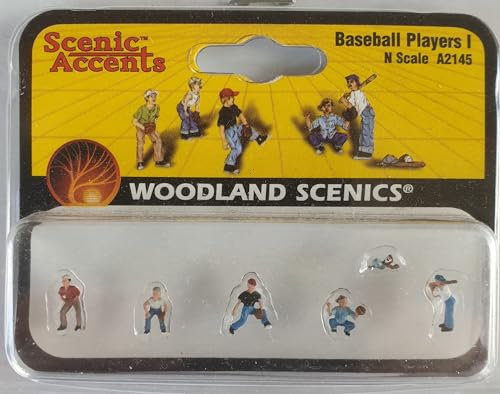 Scenic™
Accents
Baseball Players I
N Scale A2145
WOODLAND SCENICS®